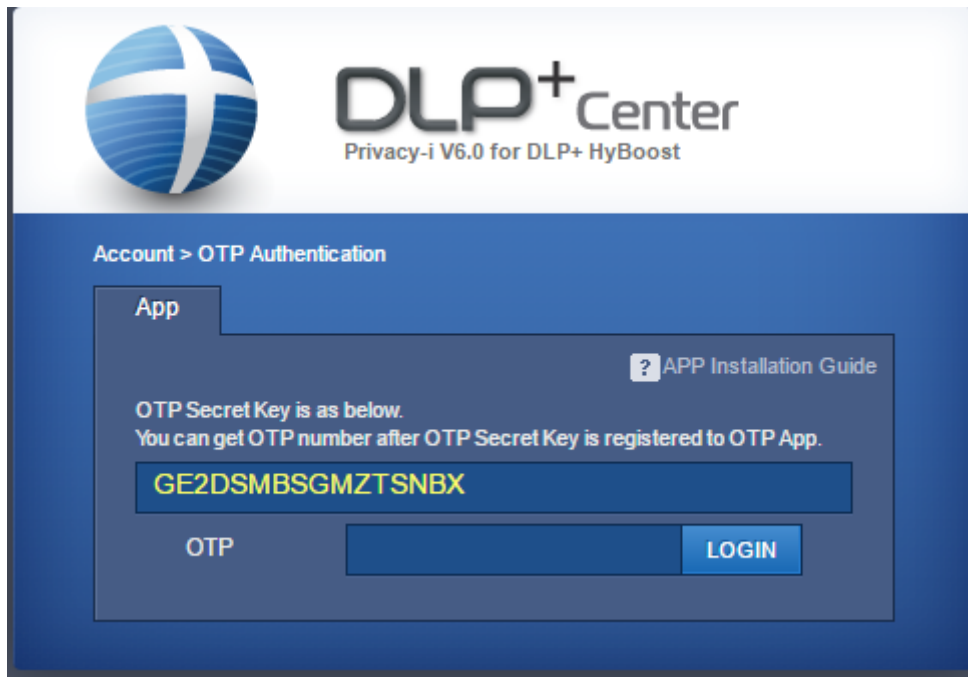 DLP+ Center
Privacy-i V6.0 for DLP+ HyBoost
Account > OTP Authentication
App
? APP Installation Guide
OTP Secret Key is as below.
You can get OTP number after OTP Secret Key is registered to OTP App.
GE2DSMBSGMZTSNBX
OTP
LOGIN